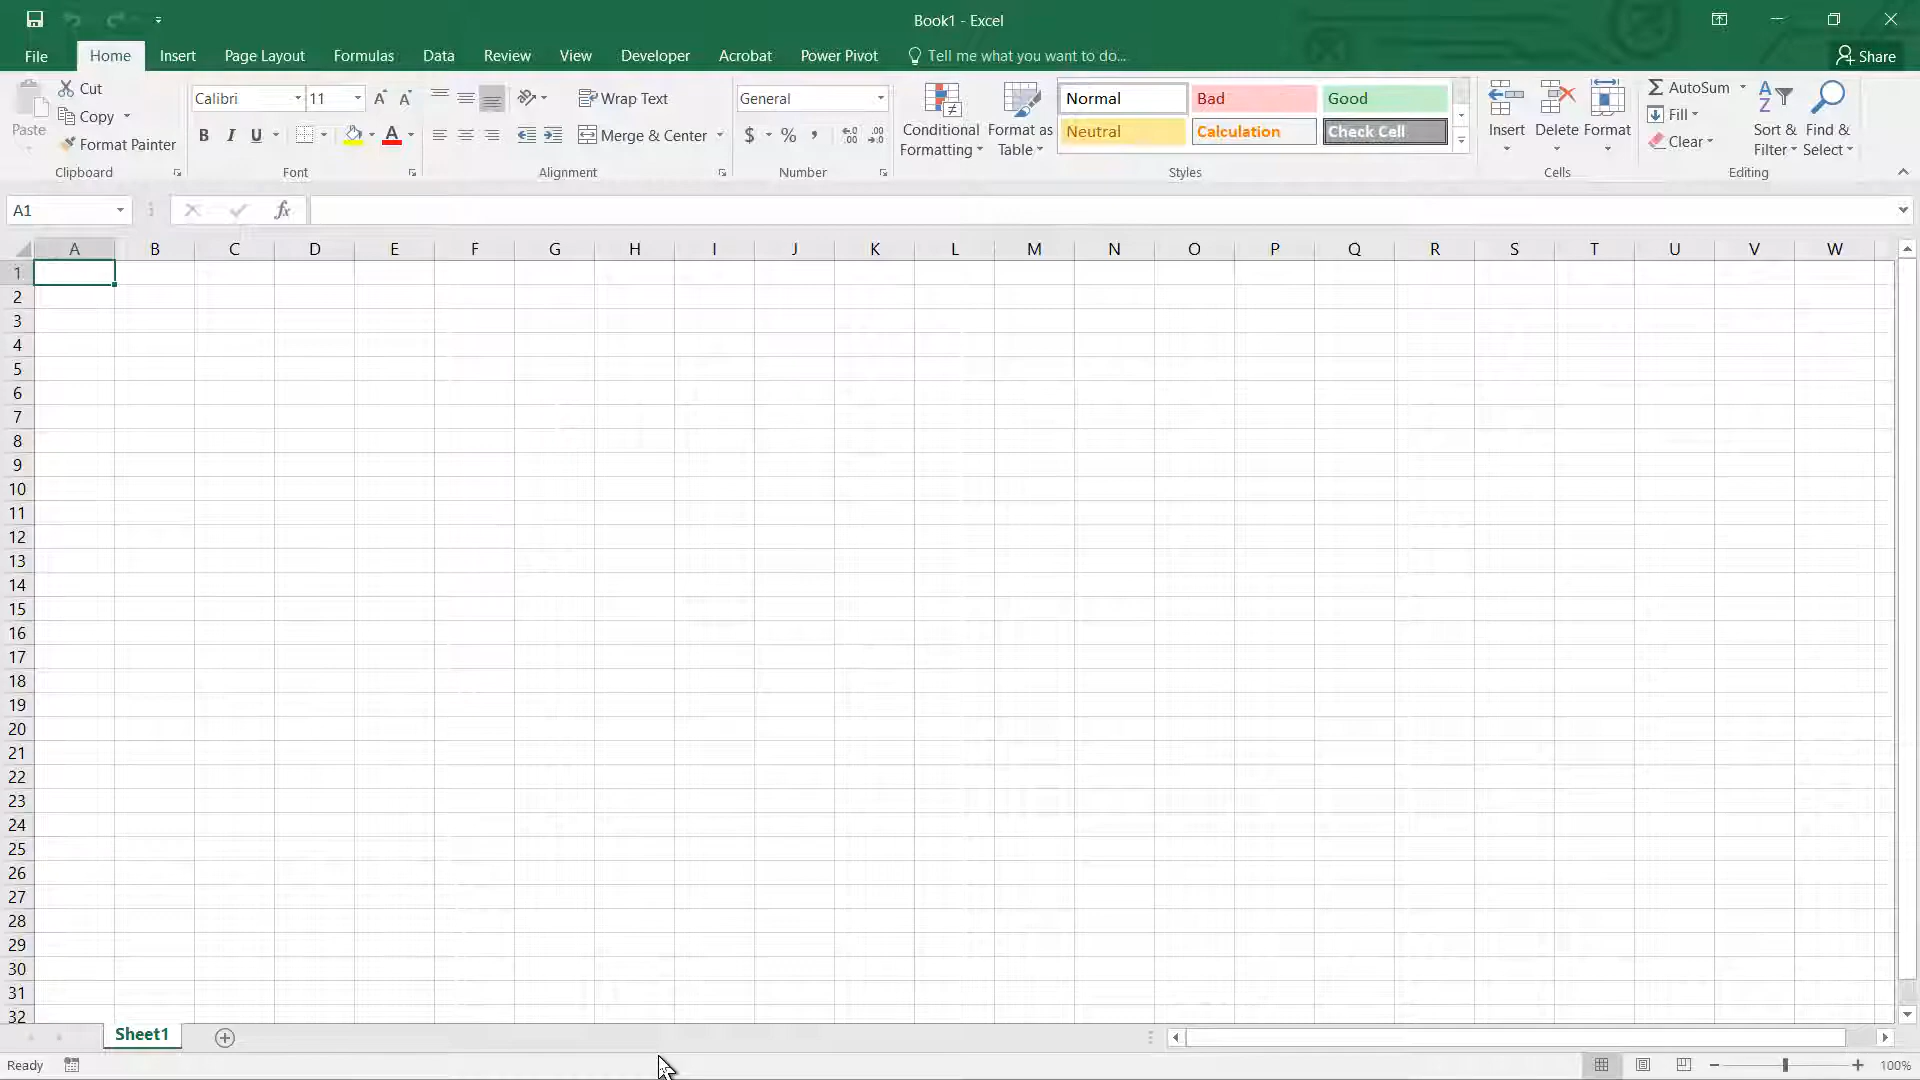 Book1 - Excel
File Home Insert Page Layout Formulas Data Review View Developer Acrobat Power Pivot Tell me what you want to do... Share
Paste
Cut
Copy
Format Painter
Clipboard
Calibri 11
B I U
Font
Wrap Text
Merge & Center
Alignment
General
$ % ,
Number
Conditional Formatting
Format as Table
Normal Bad Good
Neutral Calculation Check Cell
Styles
Insert Delete Format
Cells
AutoSum
Fill
Clear
Sort & Filter
Find & Select
Editing
A1 fx
A B C D E F G H I J K L M N O P Q R S T U V W
1
2
3
4
5
6
7
8
9
10
11
12
13
14
15
16
17
18
19
20
21
22
23
24
25
26
27
28
29
30
31
32
Sheet1
Ready 100%